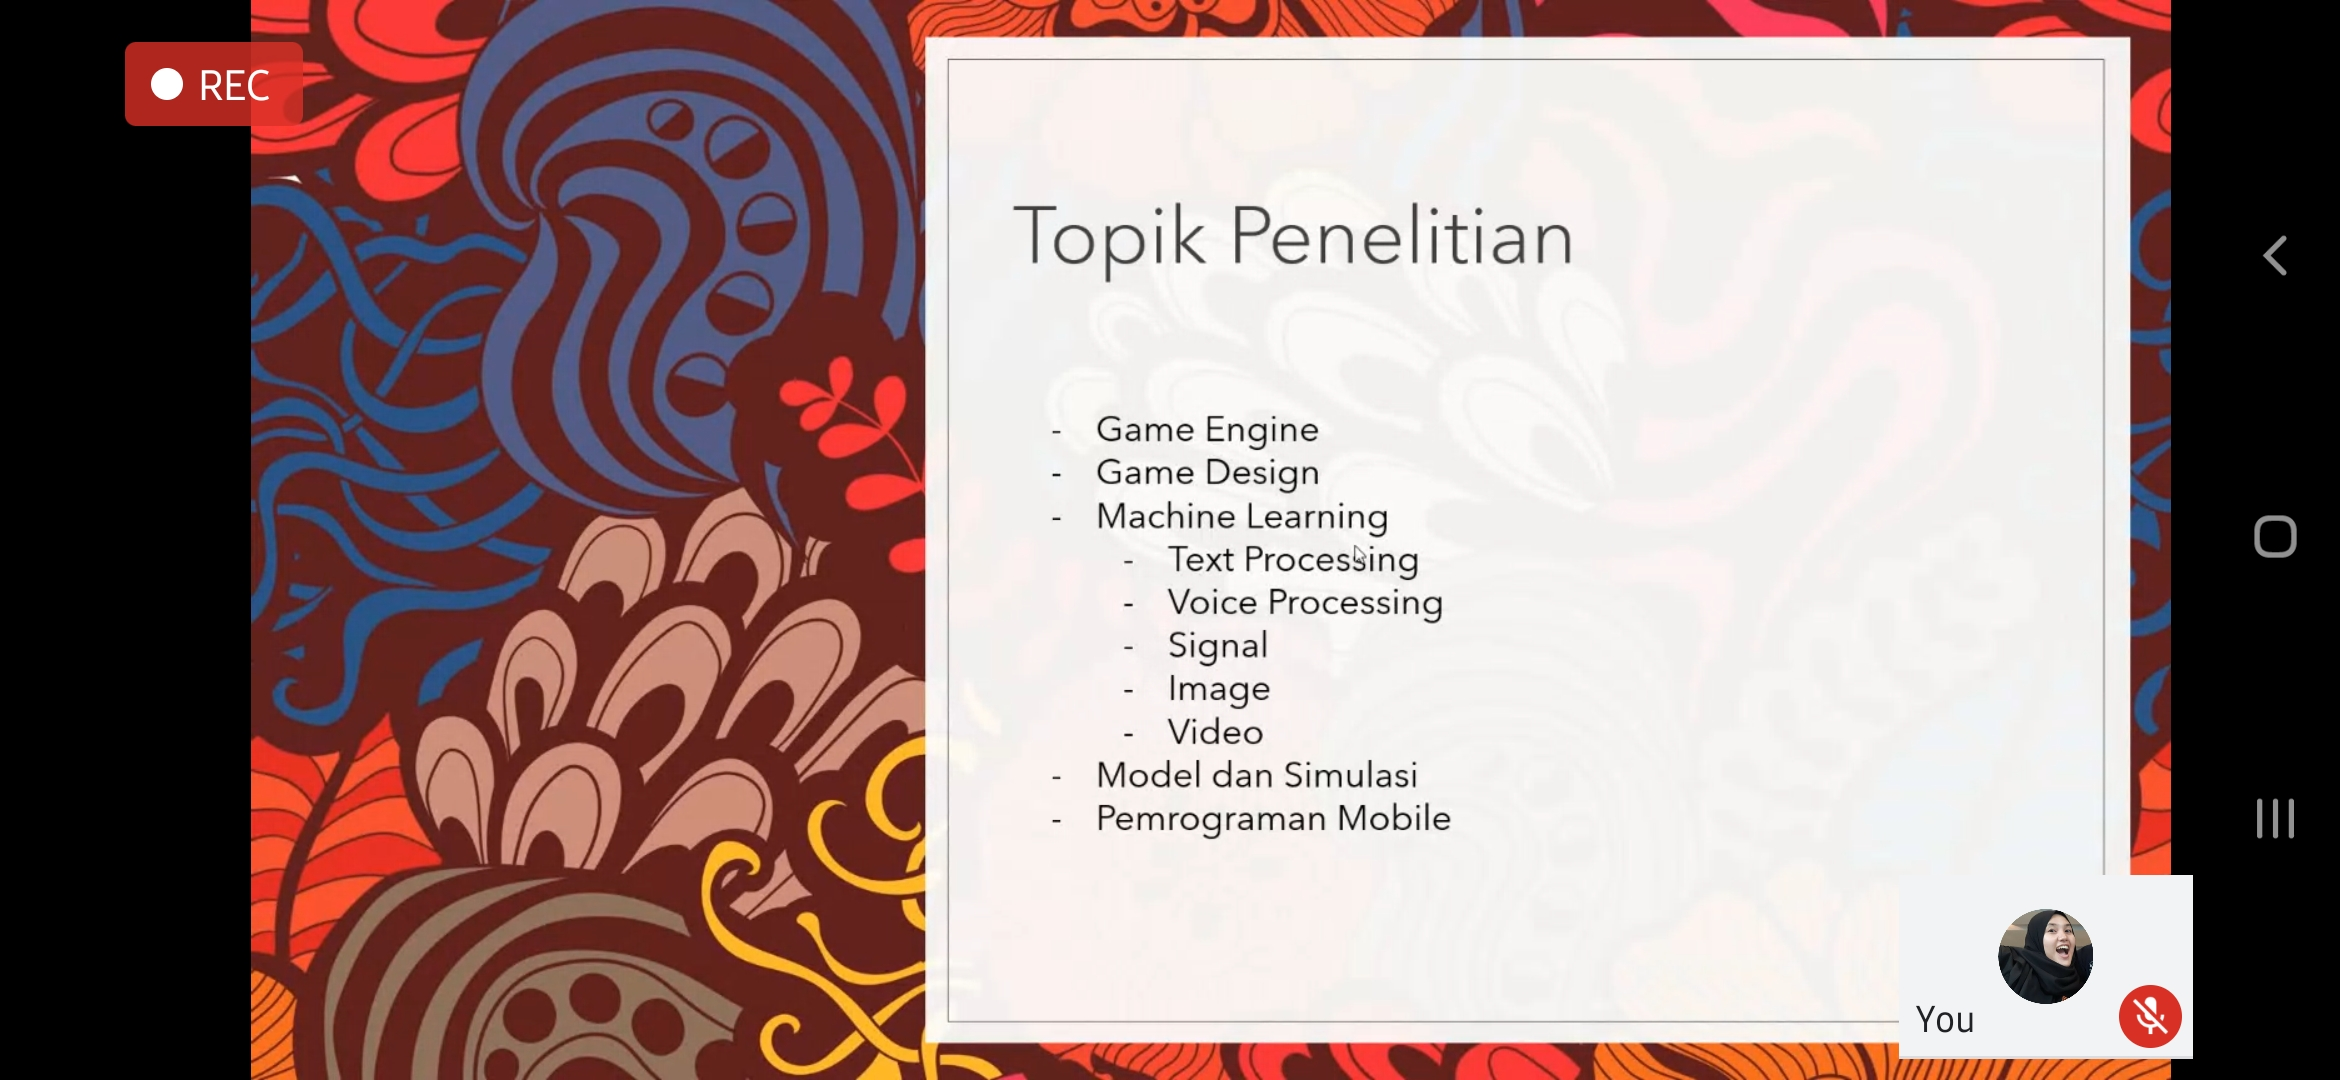 REC
Topik Penelitian
- Game Engine
- Game Design
- Machine Learning
- Text Processing
- Voice Processing
- Signal
- Image
- Video
- Model dan Simulasi
- Pemrograman Mobile
You